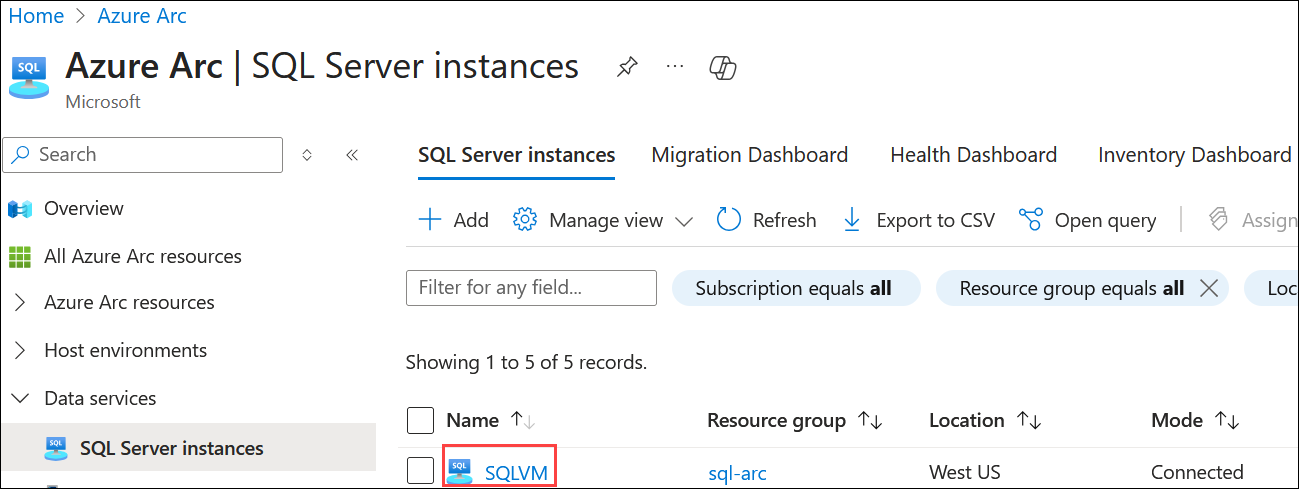 Home > Azure Arc
SQL
Azure Arc | SQL Server instances
Microsoft
Search
Overview
All Azure Arc resources
Azure Arc resources
Host environments
Data services
SQL SQL Server instances
SQL Server instances Migration Dashboard Health Dashboard Inventory Dashboard
Add Manage view Refresh Export to CSV Open query Assign
Filter for any field... Subscription equals all Resource group equals all Loc
Showing 1 to 5 of 5 records.
Name Resource group Location Mode
SQL SQLVM sql-arc West US Connected